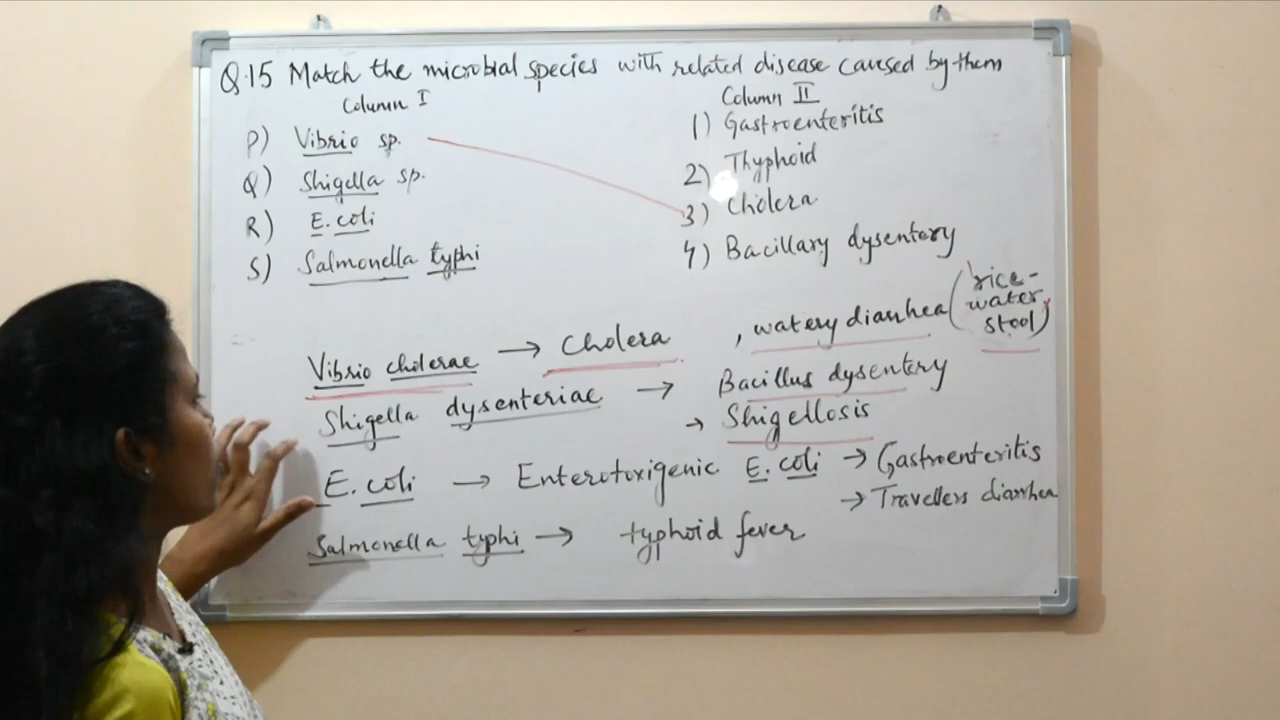 Q.15 Match the microbial species with related disease caused by them
Column I
Column II
P) Vibrio sp.
1) Gastroenteritis
Q) Shigella sp.
2) Thyphoid
R) E. coli
3) Cholera
S) Salmonella typhi
4) Bacillary dysentery
Vibrio cholerae → Cholera , watery diarrhea (rice-
water
stool)
Shigella dysenteriae → Bacillus dysentery
→ Shigellosis
E. coli → Enterotoxigenic E. coli → Gastroenteritis
→ Travellers diarrhea
Salmonella typhi → typhoid fever